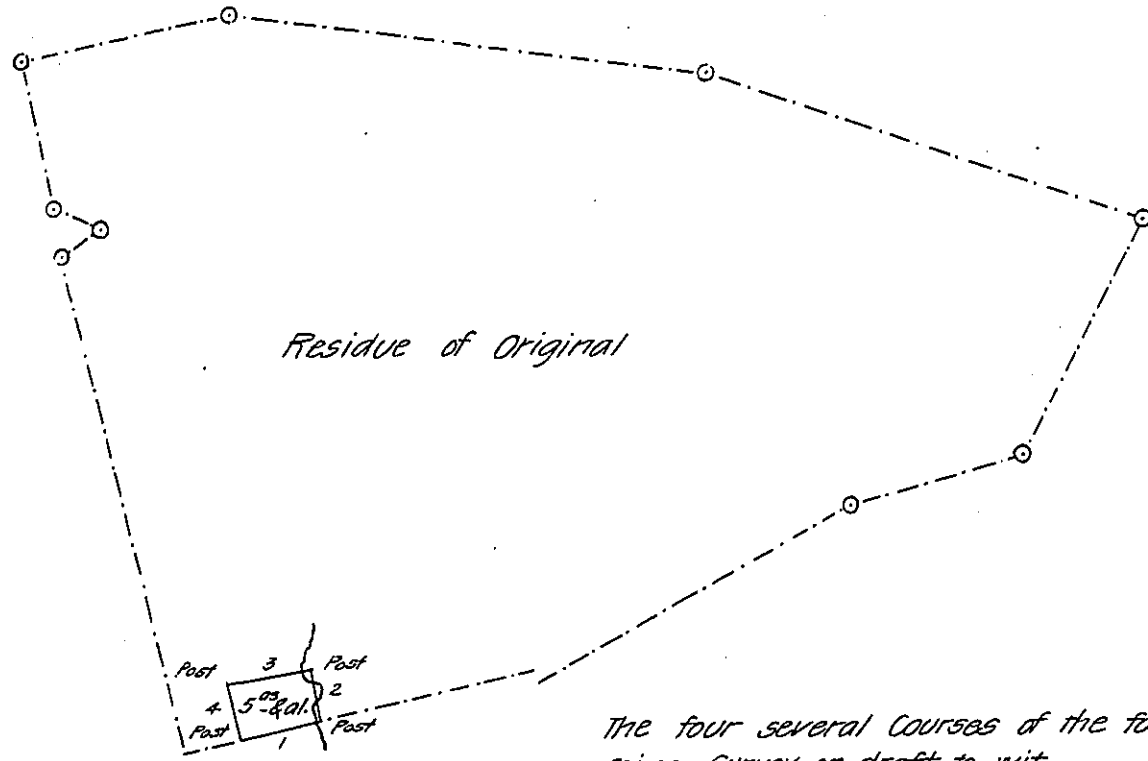 Residue of Original
Post 3 Post
4 5 as & al. 2
Post 1 Post
The four several Courses of the fo
Survey or draft to wit